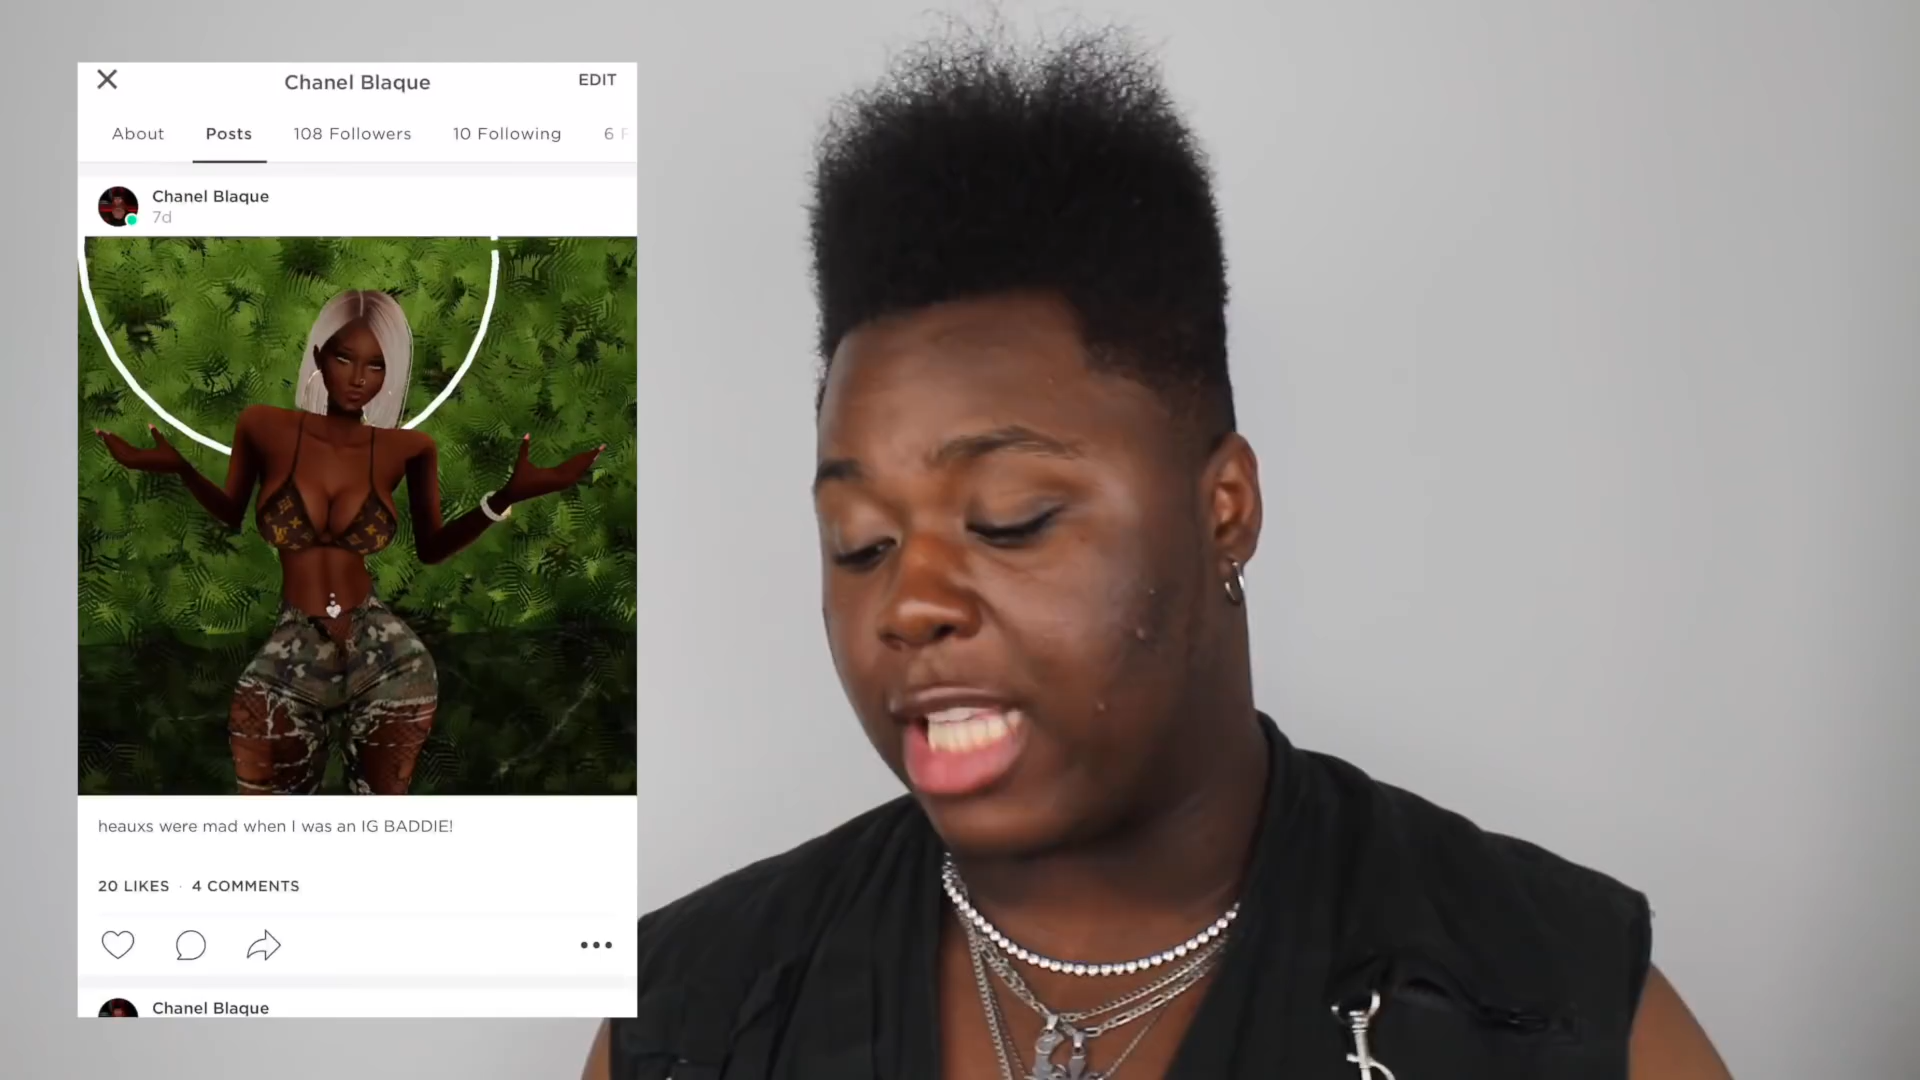 Chanel Blaque
EDIT
About
Posts
108 Followers
10 Following
6
Chanel Blaque
7d
heauxs were mad when I was an IG BADDIE!
20 LIKES · 4 COMMENTS
Chanel Blaque